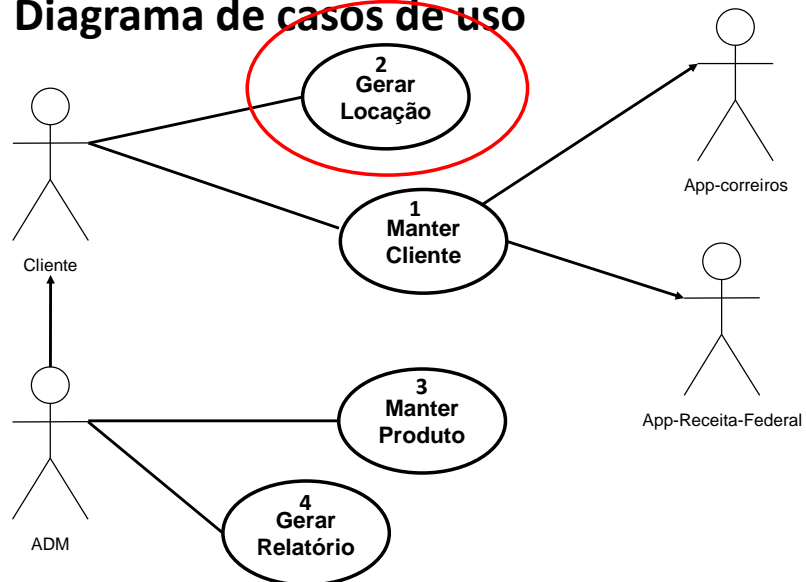 Diagrama de casos de uso
2
Gerar
Locação
App-correiros
1
Manter
Cliente
Cliente
3
Manter
Produto
App-Receita-Federal
4
Gerar
Relatório
ADM